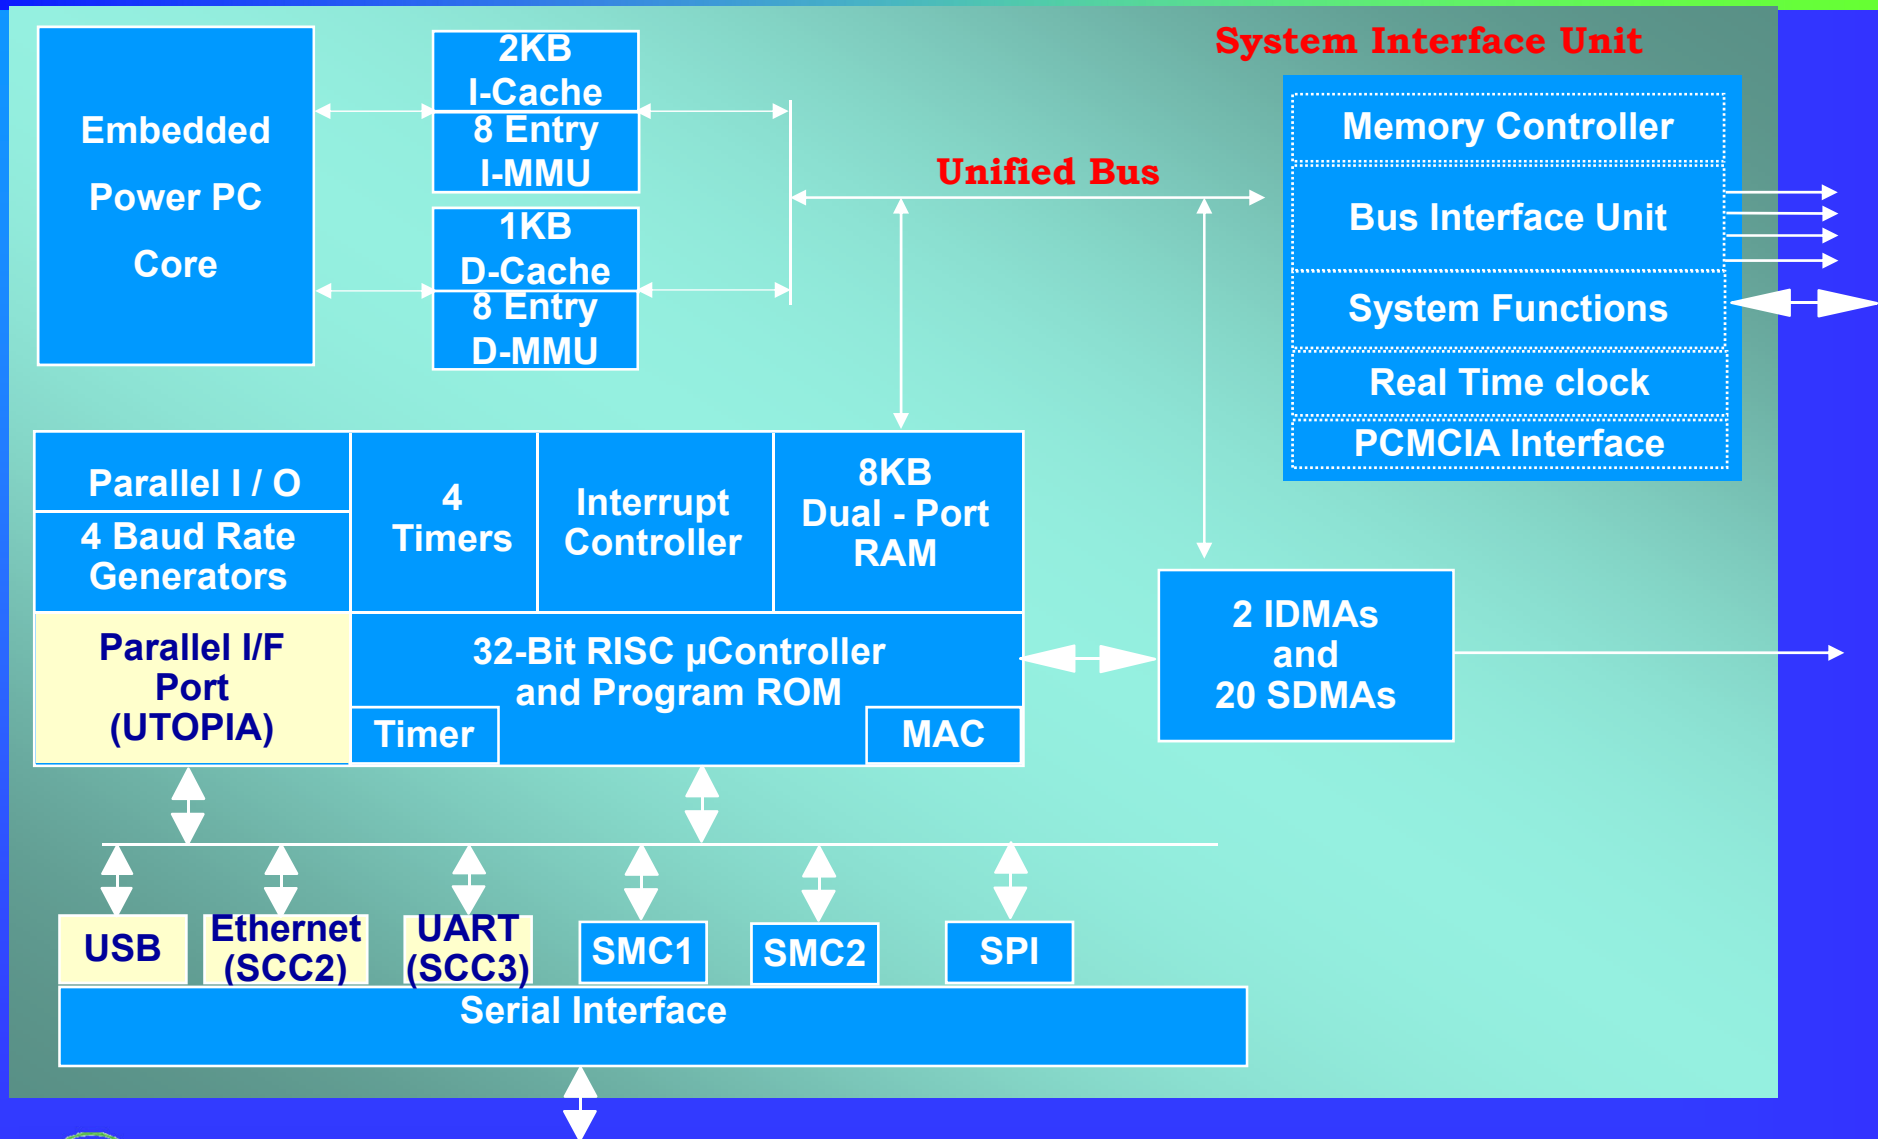 System Interface Unit
Embedded
Power PC
Core
2KB
I-Cache
8 Entry
I-MMU
1KB
D-Cache
8 Entry
D-MMU
Unified Bus
Memory Controller
Bus Interface Unit
System Functions
Real Time clock
PCMCIA Interface
Parallel I / O
4 Baud Rate
Generators
4
Timers
Interrupt
Controller
8KB
Dual - Port
RAM
Parallel I/F
Port
(UTOPIA)
32-Bit RISC µController
and Program ROM
Timer
MAC
2 IDMAs
and
20 SDMAs
USB
Ethernet
(SCC2)
UART
(SCC3)
SMC1
SMC2
SPI
Serial Interface